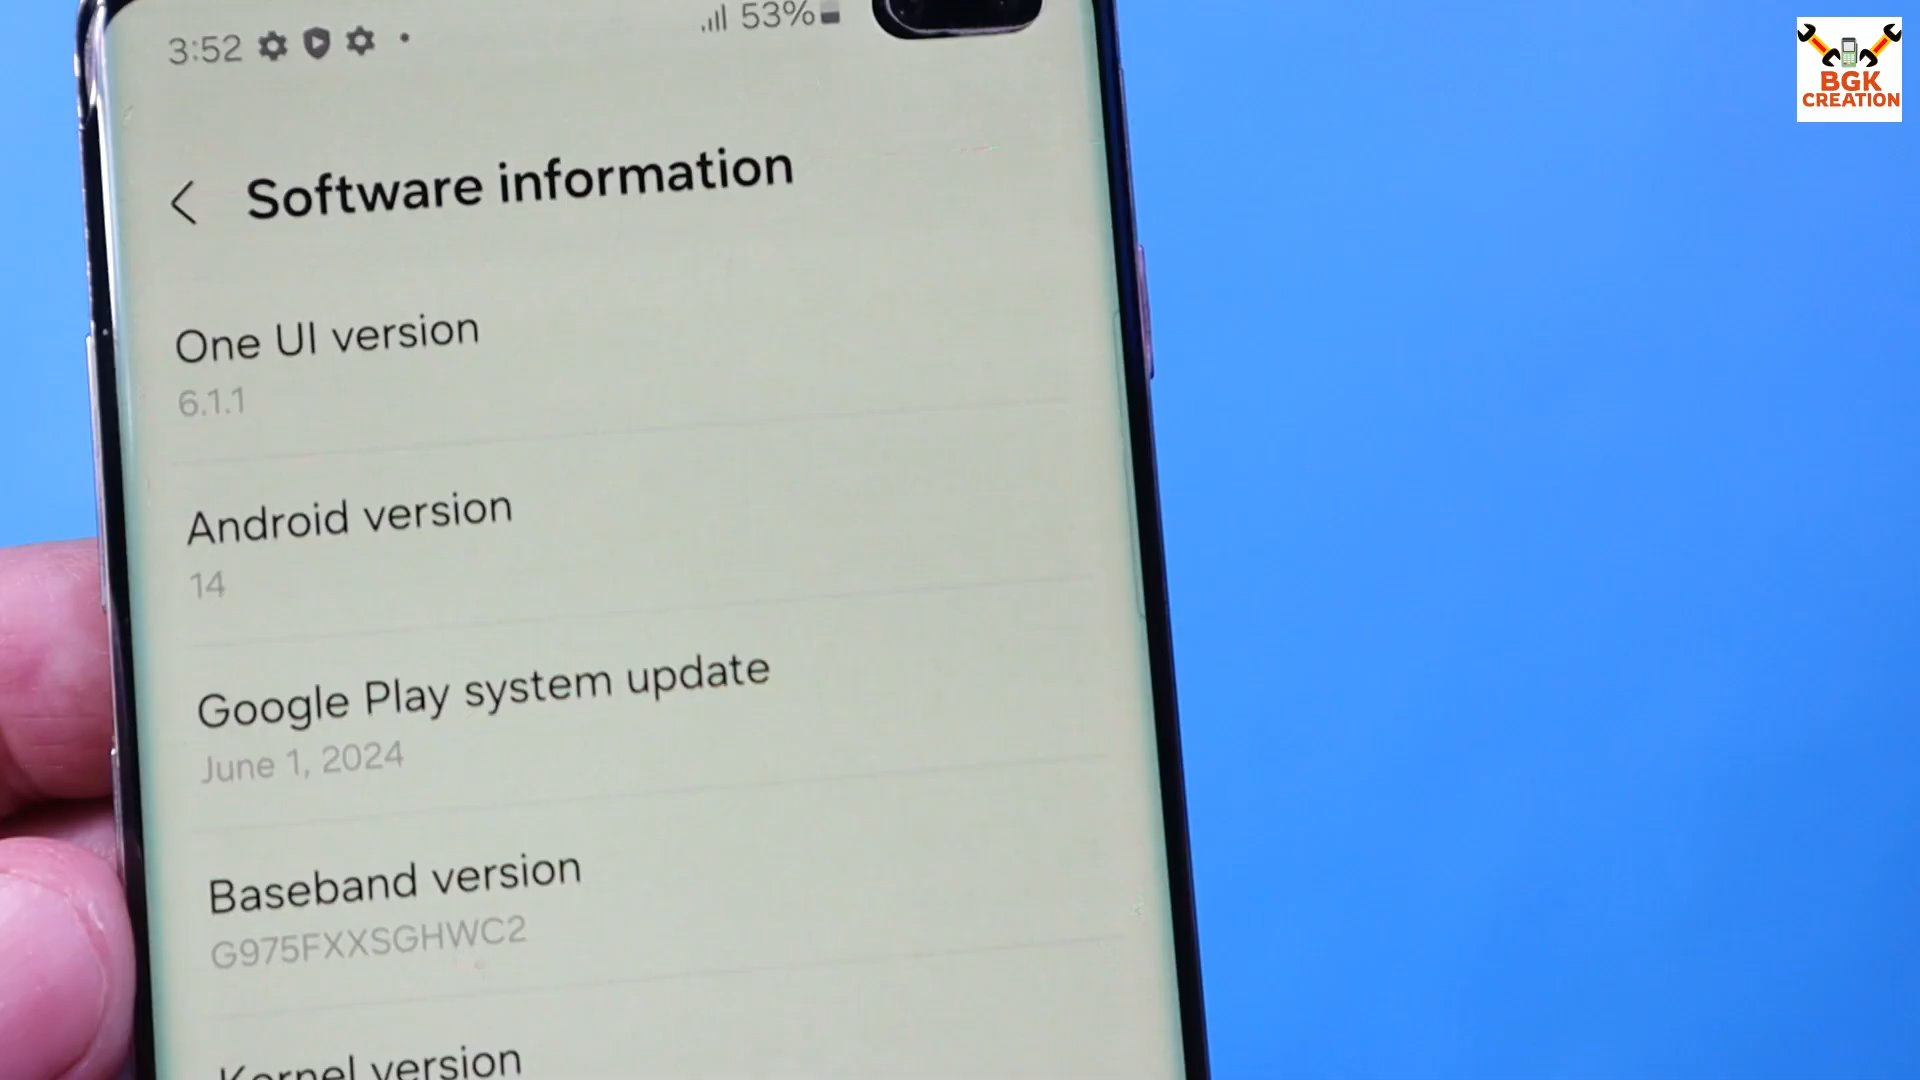 3:52
53%
BGK
CREATION
Software information
One UI version
6.1.1
Android version
14
Google Play system update
June 1, 2024
Baseband version
G975FXXSGHWC2
Kernel version